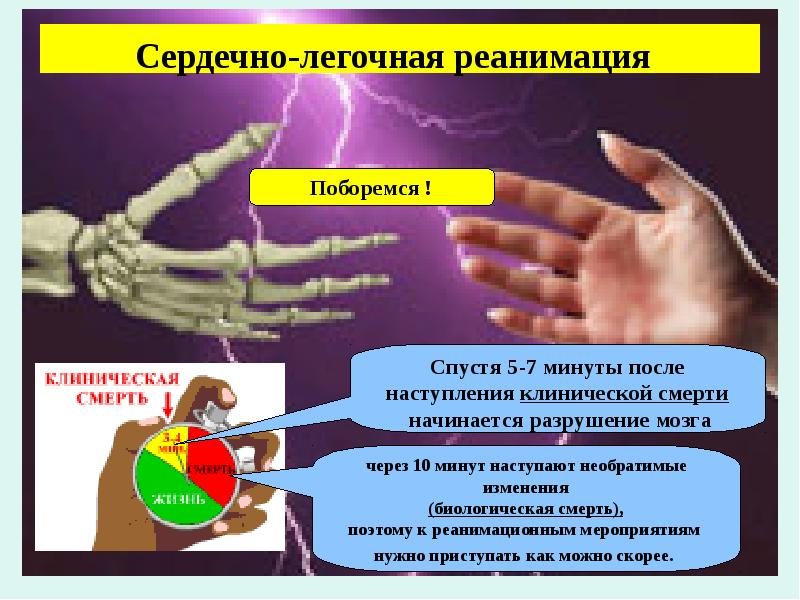 Сердечно-легочная реанимация
Поборемся !
Спустя 5-7 минуты после
наступления клинической смерти
начинается разрушение мозга
КЛИНИЧЕСКАЯ
СМЕРТЬ
3-4
мин.
СМЕРТЬ
ЖИЗНЬ
через 10 минут наступают необратимые
изменения
(биологическая смерть),
поэтому к реанимационным мероприятиям
нужно приступать как можно скорее.